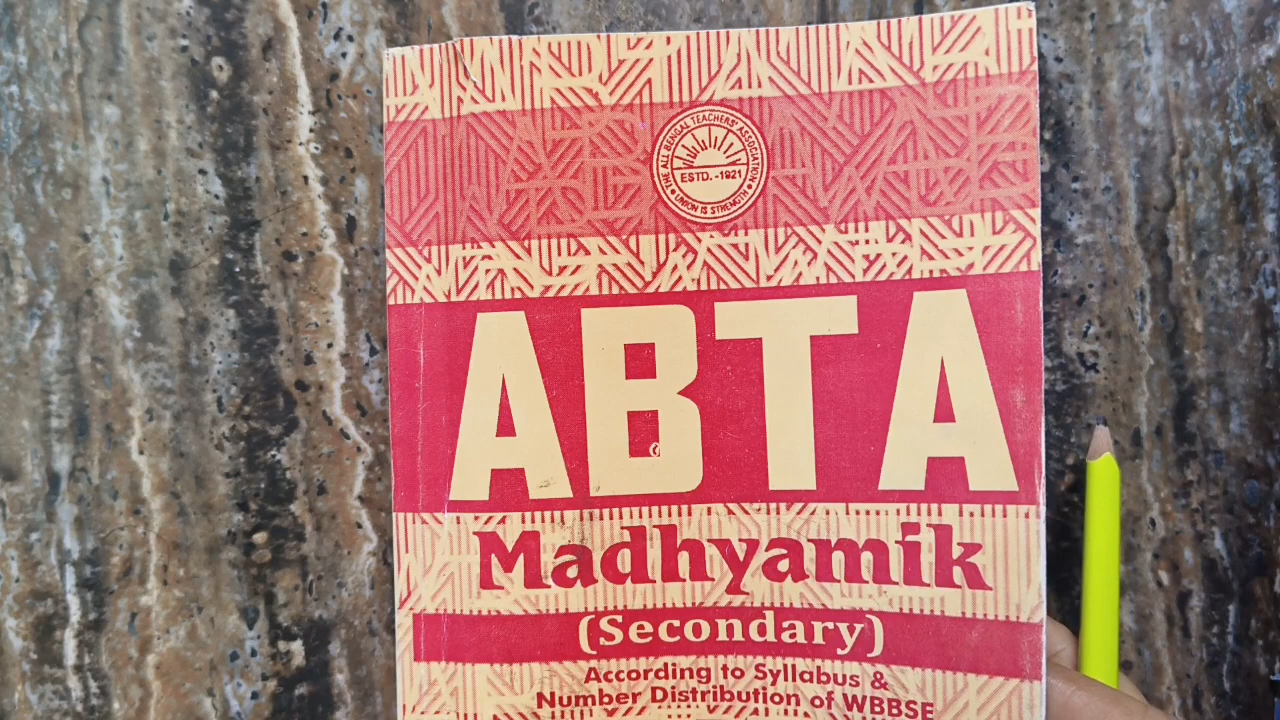 THE ALL BENGAL TEACHERS' ASSOCIATION
ESTD. -1921
UNION IS STRENGTH
ABTA
Madhyamik
(Secondary)
According to Syllabus &
Number Distribution of WBBSE